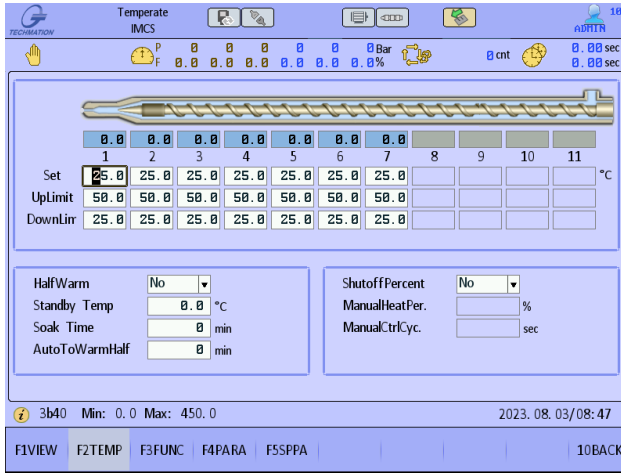 Temperate
10
TECHMATION IMCS ADMIN
P 0 0 0 0 0 0 Bar 0 cnt 0.00 sec
F 0.0 0.0 0.0 0.0 0.0 0.0% 0.00 sec
0.0 0.0 0.0 0.0 0.0 0.0 0.0
1 2 3 4 5 6 7 8 9 10 11
Set 25.0 25.0 25.0 25.0 25.0 25.0 25.0 °C
UpLimit 50.0 50.0 50.0 50.0 50.0 50.0 50.0
DownLim 25.0 25.0 25.0 25.0 25.0 25.0 25.0
HalfWarm No
Standby Temp 0.0 °C
Soak Time 0 min
AutoToWarmHalf 0 min
ShutoffPercent No
ManualHeatPer. %
ManualCtrlCyc. sec
i 3b40 Min: 0.0 Max: 450.0 2023.08.03/08:47
F1VIEW F2TEMP F3FUNC F4PARA F5SPPA 10BACK